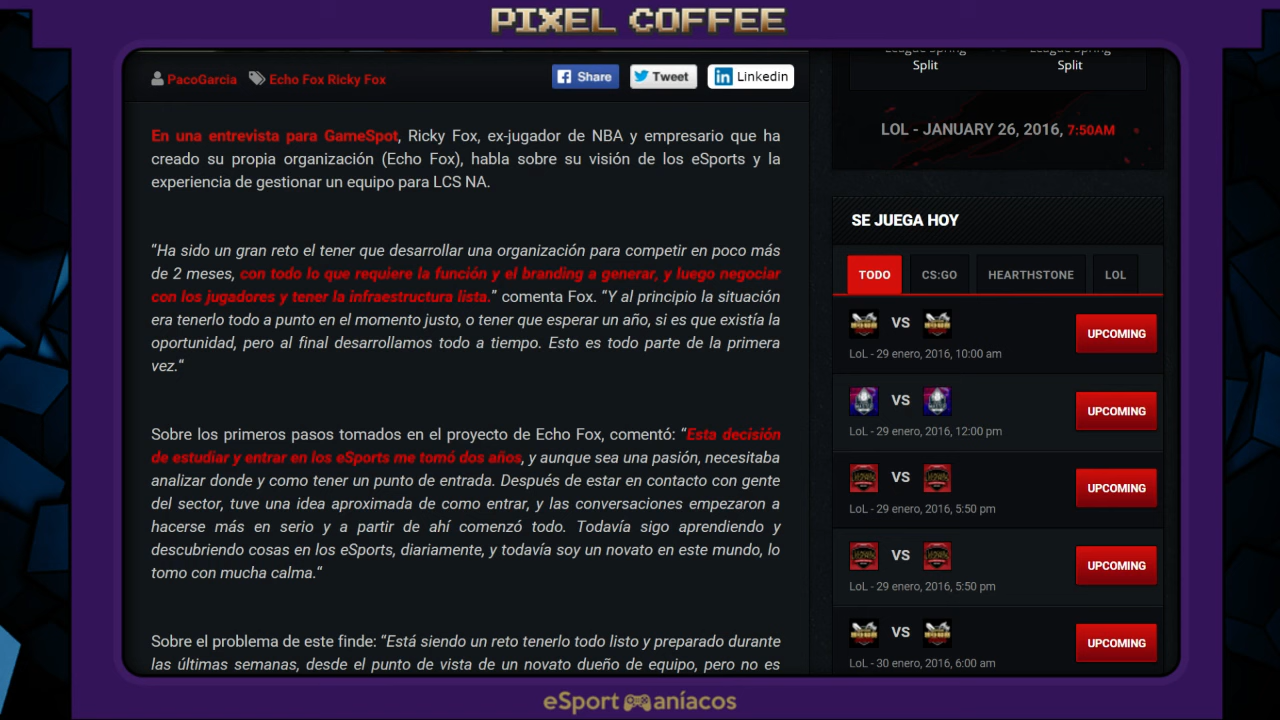 PIXEL COFFEE
PacoGarcia Echo Fox Ricky Fox
Share Tweet Linkedin
En una entrevista para GameSpot, Ricky Fox, ex-jugador de NBA y empresario que ha
creado su propia organización (Echo Fox), habla sobre su visión de los eSports y la
experiencia de gestionar un equipo para LCS NA.
“Ha sido un gran reto el tener que desarrollar una organización para competir en poco más
de 2 meses, con todo lo que requiere la función y el branding a generar, y luego negociar
con los jugadores y tener la infraestructura lista.” comenta Fox. “Y al principio la situación
era tenerlo todo a punto en el momento justo, o tener que esperar un año, si es que existía la
oportunidad, pero al final desarrollamos todo a tiempo. Esto es todo parte de la primera
vez.“
Sobre los primeros pasos tomados en el proyecto de Echo Fox, comentó: “Esta decisión
de estudiar y entrar en los eSports me tomó dos años, y aunque sea una pasión, necesitaba
analizar donde y como tener un punto de entrada. Después de estar en contacto con gente
del sector, tuve una idea aproximada de como entrar, y las conversaciones empezaron a
hacerse más en serio y a partir de ahí comenzó todo. Todavía sigo aprendiendo y
descubriendo cosas en los eSports, diariamente, y todavía soy un novato en este mundo, lo
tomo con mucha calma.“
Sobre el problema de este finde: “Está siendo un reto tenerlo todo listo y preparado durante
las últimas semanas, desde el punto de vista de un novato dueño de equipo, pero no es
League Spring League Spring
Split Split
LOL - JANUARY 26, 2016, 7:50AM
SE JUEGA HOY
TODO CS:GO HEARTHSTONE LOL
VS UPCOMING
LoL - 29 enero, 2016, 10:00 am
VS UPCOMING
LoL - 29 enero, 2016, 12:00 pm
VS UPCOMING
LoL - 29 enero, 2016, 5:50 pm
VS UPCOMING
LoL - 29 enero, 2016, 5:50 pm
VS UPCOMING
LoL - 30 enero, 2016, 6:00 am
eSportmaníacos